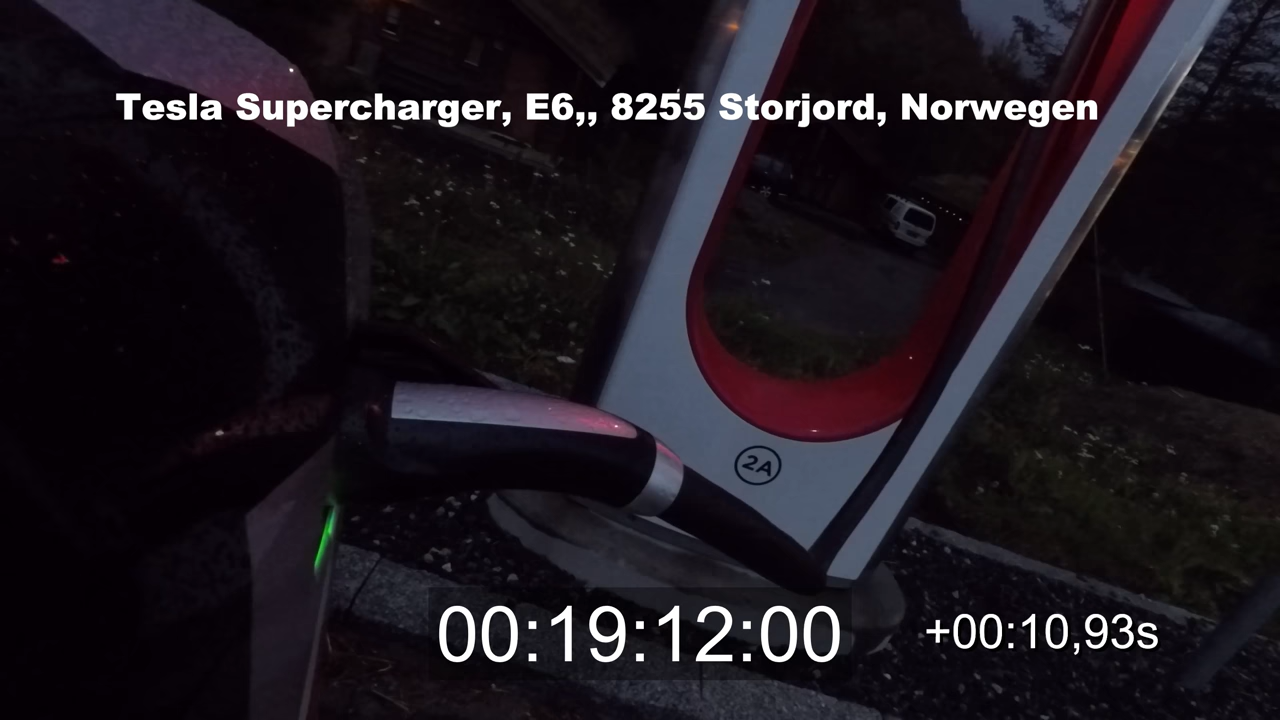 Tesla Supercharger, E6,, 8255 Storjord, Norwegen
2A
00:19:12:00
+00:10,93s